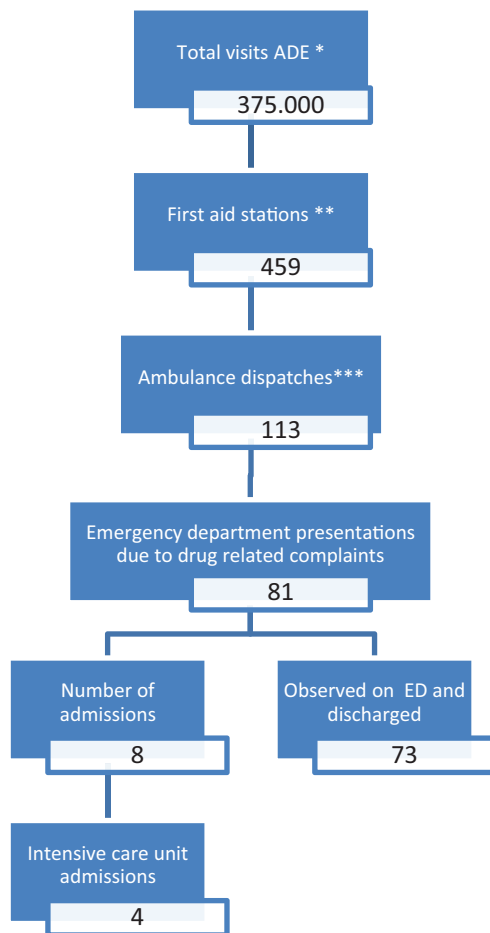 Total visits ADE *
375.000
First aid stations **
459
Ambulance dispatches***
113
Emergency department presentations
due to drug related complaints
81
Number of
admissions
8
Observed on ED and
discharged
73
Intensive care unit
admissions
4